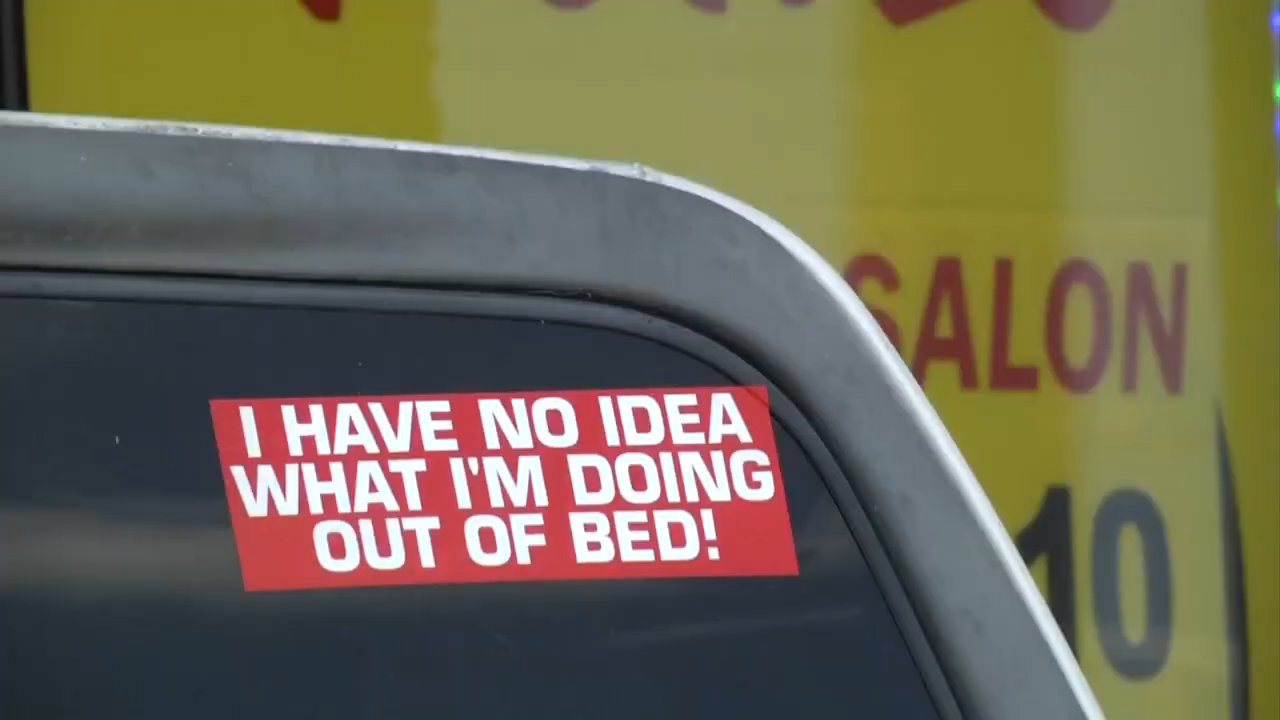 I HAVE NO IDEA
WHAT I'M DOING
OUT OF BED!
SALON
10